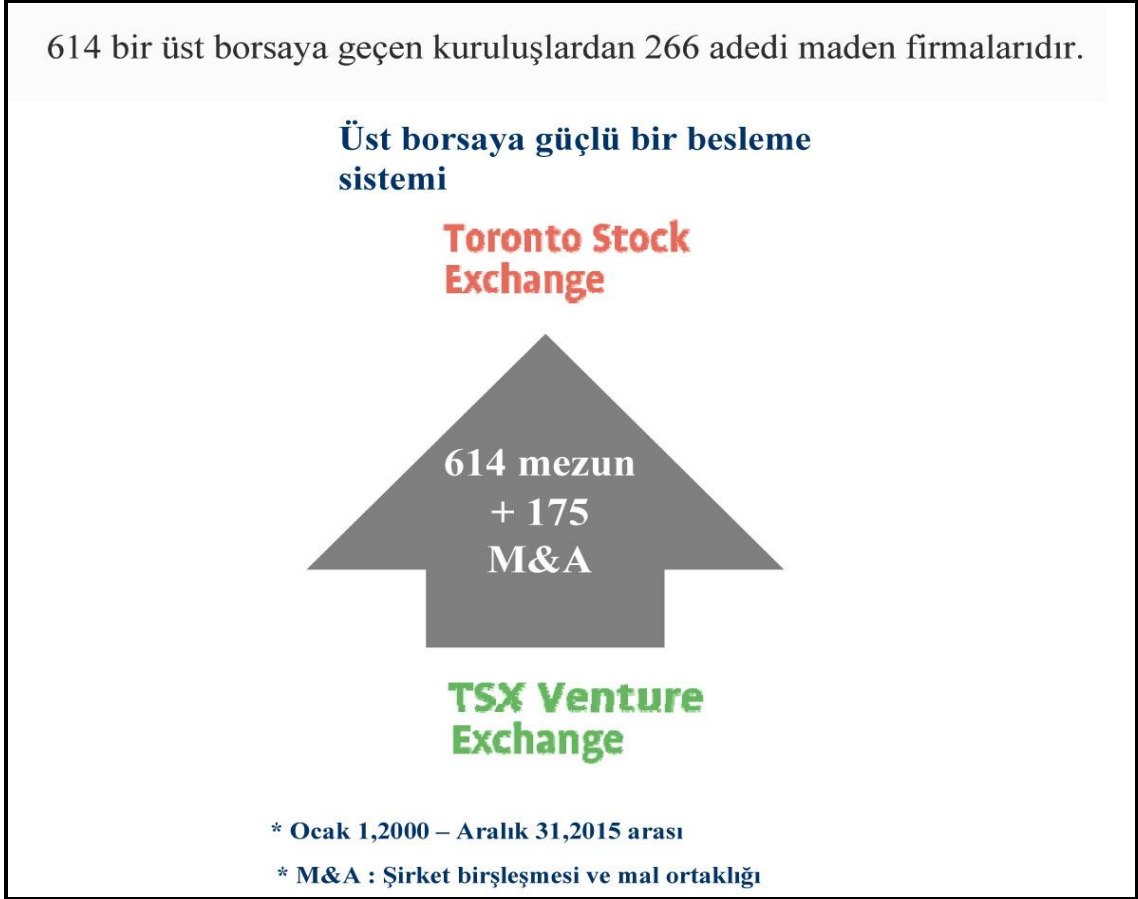 614 bir üst borsaya geçen kuruluşlardan 266 adedi maden firmalarıdır.
Üst borsaya güçlü bir besleme
sistemi
Toronto Stock
Exchange
614 mezun
+ 175
M&A
TSX Venture
Exchange
* Ocak 1,2000 – Aralık 31,2015 arası
* M&A : Şirket birşleşmesi ve mal ortaklığı